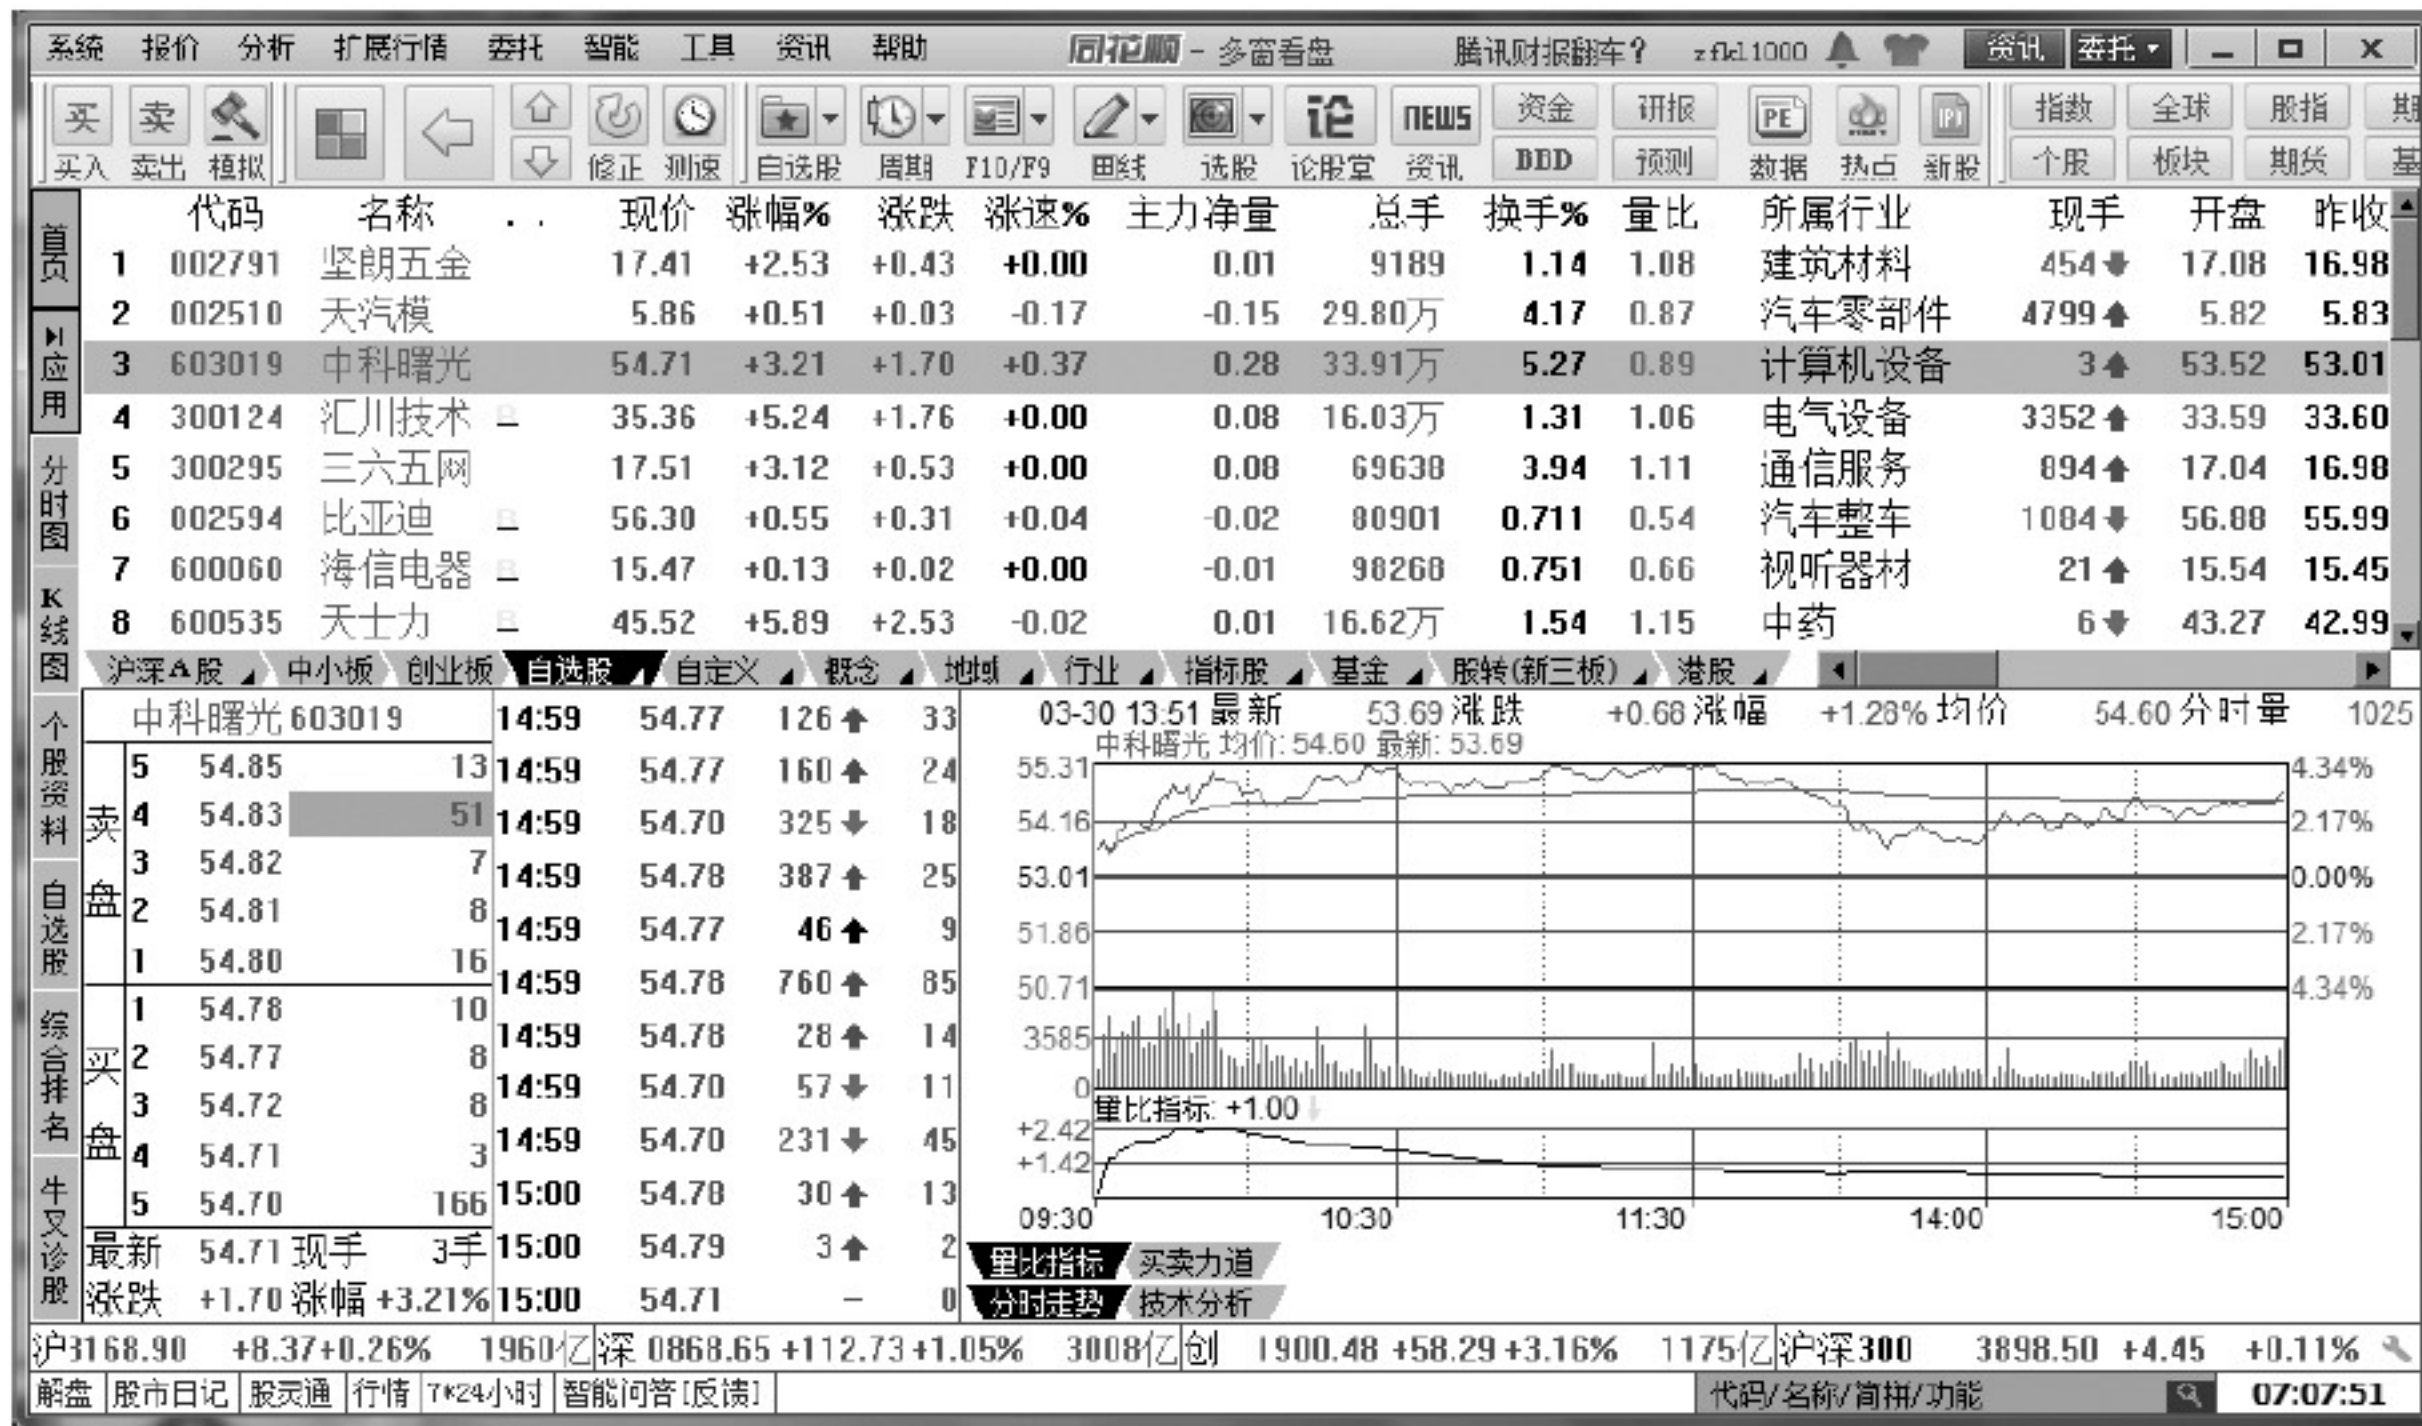 系统 报价 分析 扩展行情 委托 智能 工具 资讯 帮助 同花顺 - 多窗看盘 腾讯财报翻车? 资讯 委托
买 卖 论 NEWS 资金 研报 PE 指数 全球 股指 期
买入 卖出 模拟 修正 测速 自选股 周期 F10/F9 画线 选股 论股堂 资讯 BBD 预测 数据 热点 新股 个股 板块 期货 基
代码 名称 .. 现价 涨幅% 涨跌 涨速% 主力净量 总手 换手% 量比 所属行业 现手 开盘 昨收
1 002791 坚朗五金 17.41 +2.53 +0.43 +0.00 0.01 9189 1.14 1.08 建筑材料 454 17.08 16.98
2 002510 天汽模 5.86 +0.51 +0.03 -0.17 -0.15 29.80万 4.17 0.87 汽车零部件 4799 5.82 5.83
3 603019 中科曙光 54.71 +3.21 +1.70 +0.37 0.28 33.91万 5.27 0.89 计算机设备 3 53.52 53.01
4 300124 汇川技术 R 35.36 +5.24 +1.76 +0.00 0.08 16.03万 1.31 1.06 电气设备 3352 33.59 33.60
5 300295 三六五网 17.51 +3.12 +0.53 +0.00 0.08 69638 3.94 1.11 通信服务 894 17.04 16.98
6 002594 比亚迪 R 56.30 +0.55 +0.31 +0.04 -0.02 80901 0.711 0.54 汽车整车 1084 56.88 55.99
7 600060 海信电器 R 15.47 +0.13 +0.02 +0.00 -0.01 98268 0.751 0.66 视听器材 21 15.54 15.45
8 600535 天士力 R 45.52 +5.89 +2.53 -0.02 0.01 16.62万 1.54 1.15 中药 6 43.27 42.99
沪深A股 中小板 创业板 自选股 自定义 概念 地域 行业 指标股 基金 股转(新三板) 港股
首页
应用
分时图
K线图
个股资料
自选股
综合排名
牛叉诊股
中科曙光 603019
卖盘
5 54.85 13
4 54.83 51
3 54.82 7
2 54.81 8
1 54.80 16
买盘
1 54.78 10
2 54.77 8
3 54.72 8
4 54.71 3
5 54.70 166
最新 54.71 现手 3手
涨跌 +1.70 涨幅 +3.21%
14:59 54.77 126 33
14:59 54.77 160 24
14:59 54.70 325 18
14:59 54.78 387 25
14:59 54.77 46 9
14:59 54.78 760 85
14:59 54.78 28 14
14:59 54.70 57 11
14:59 54.70 231 45
15:00 54.78 30 13
15:00 54.79 3 2
15:00 54.71 — 0
03-30 13:51 最新 53.69 涨跌 +0.68 涨幅 +1.28% 均价 54.60 分时量 1025
中科曙光 均价: 54.60 最新: 53.69
55.31 4.34%
54.16 2.17%
53.01 0.00%
51.86 2.17%
50.71 4.34%
3585
0
量比指标: +1.00
+2.42
+1.42
09:30 10:30 11:30 14:00 15:00
量比指标 买卖力道
分时走势 技术分析
沪3168.90 +8.37 +0.26% 1960亿 深 0868.65 +112.73 +1.05% 3008亿 创 1900.48 +58.29 +3.16% 1175亿 沪深300 3898.50 +4.45 +0.11%
解盘 股市日记 股灵通 行情 7*24小时 智能问答[反馈] 代码/名称/简拼/功能 07:07:51